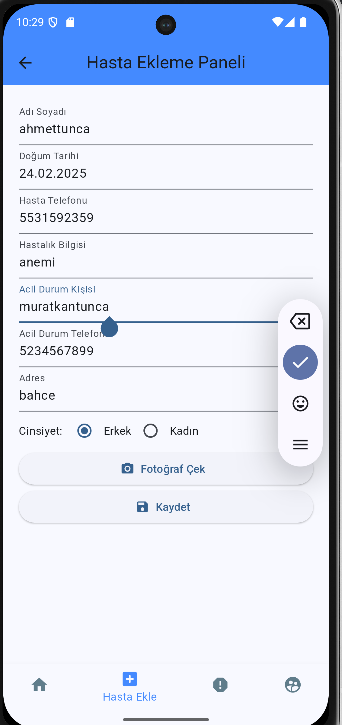 10:29
Hasta Ekleme Paneli
Adı Soyadı
ahmettunca
Doğum Tarihi
24.02.2025
Hasta Telefonu
5531592359
Hastalık Bilgisi
anemi
Acil Durum Kişisi
muratkantunca
Acil Durum Telefon
5234567899
Adres
bahce
Cinsiyet: Erkek Kadın
Fotoğraf Çek
Kaydet
Hasta Ekle